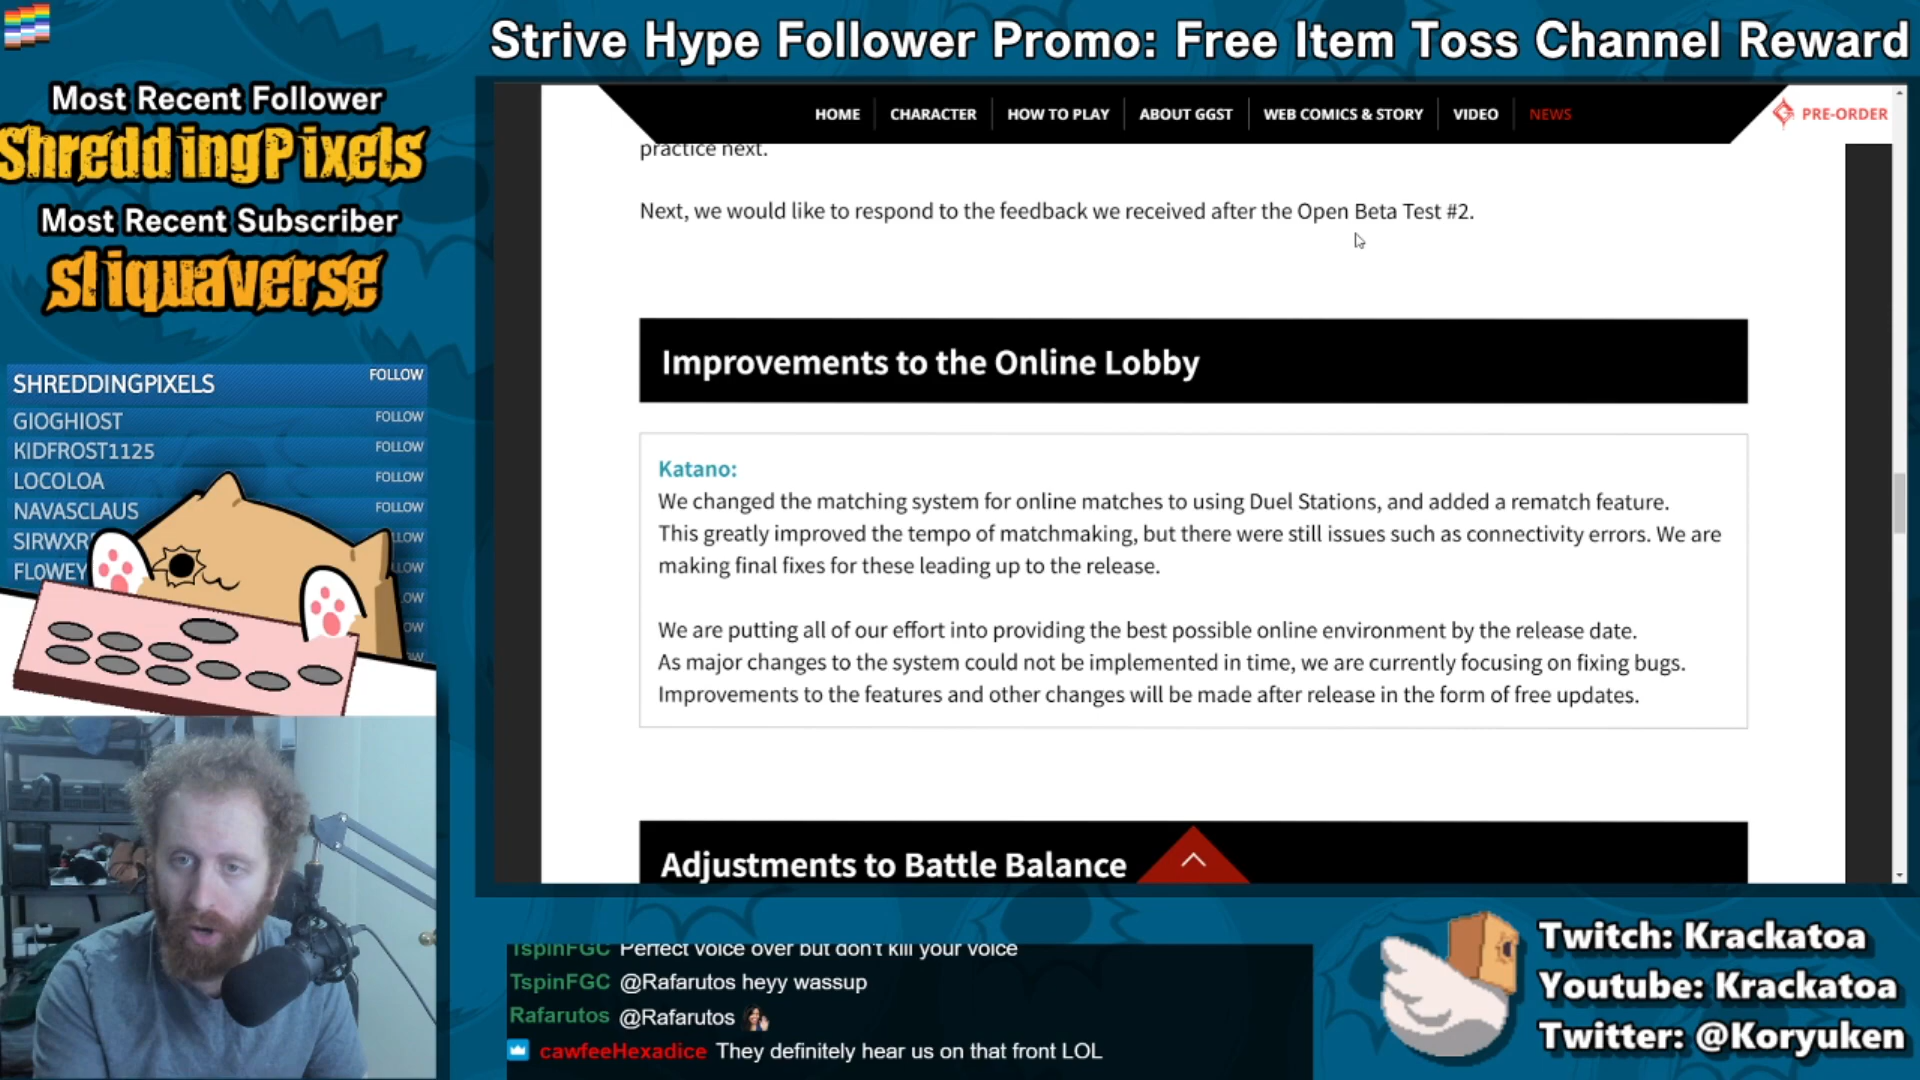 Strive Hype Follower Promo: Free Item Toss Channel Reward
Most Recent Follower
ShreddingPixels
Most Recent Subscriber
sliquaverse
SHREDDINGPIXELS FOLLOW
GIOGHIOST FOLLOW
KIDFROST1125 FOLLOW
LOCOLOA FOLLOW
NAVASCLAUS FOLLOW
HOME
CHARACTER
HOW TO PLAY
ABOUT GGST
WEB COMICS & STORY
VIDEO
NEWS
PRE-ORDER
practice next.
Next, we would like to respond to the feedback we received after the Open Beta Test #2.
Improvements to the Online Lobby
Katano:
We changed the matching system for online matches to using Duel Stations, and added a rematch feature.
This greatly improved the tempo of matchmaking, but there were still issues such as connectivity errors. We are
making final fixes for these leading up to the release.
We are putting all of our effort into providing the best possible online environment by the release date.
As major changes to the system could not be implemented in time, we are currently focusing on fixing bugs.
Improvements to the features and other changes will be made after release in the form of free updates.
Adjustments to Battle Balance
TspinFGC Perfect voice over but don't kill your voice
TspinFGC @Rafarutos heyy wassup
Rafarutos @Rafarutos
cawfeeHexadice They definitely hear us on that front LOL
Twitch: Krackatoa
Youtube: Krackatoa
Twitter: @Koryuken